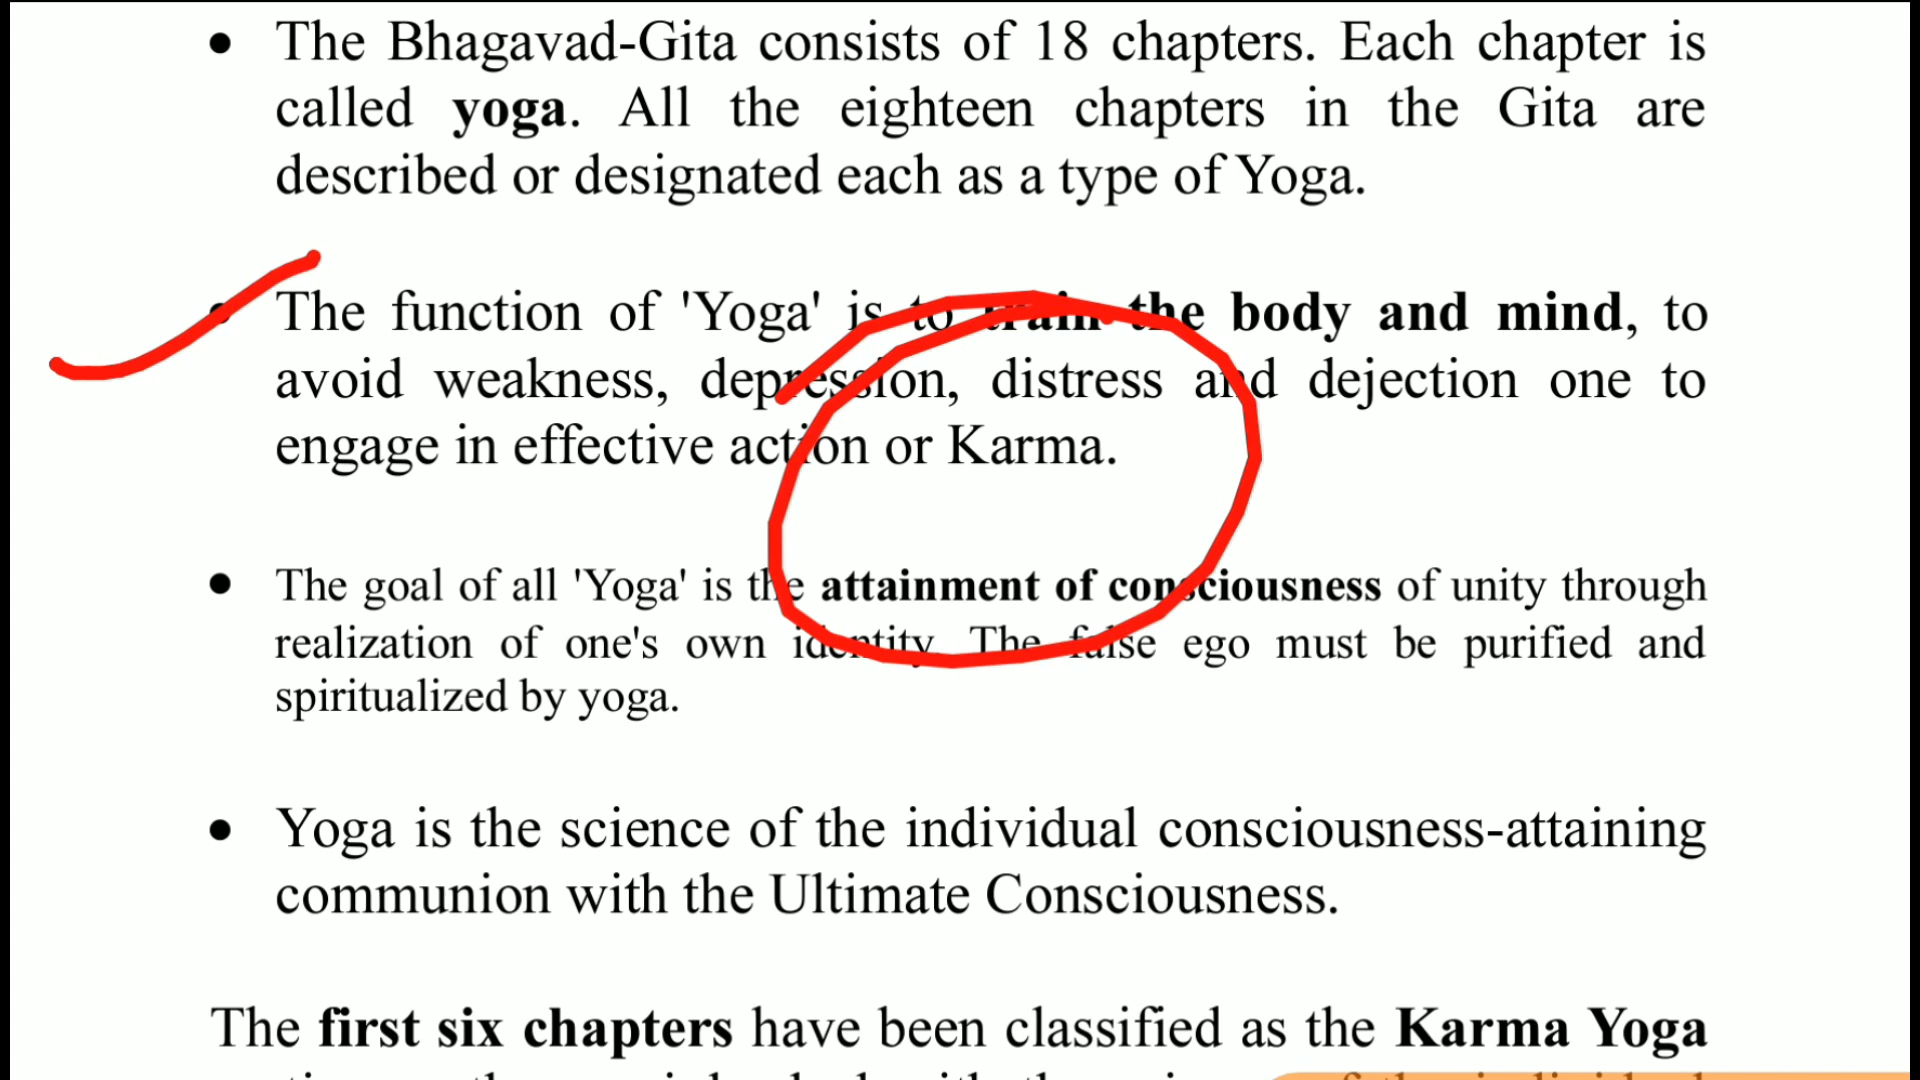 • The Bhagavad-Gita consists of 18 chapters. Each chapter is
called yoga. All the eighteen chapters in the Gita are
described or designated each as a type of Yoga.
• The function of 'Yoga' is to train the body and mind, to
avoid weakness, depression, distress and dejection one to
engage in effective action or Karma.
• The goal of all 'Yoga' is the attainment of consciousness of unity through
realization of one's own identity. The false ego must be purified and
spiritualized by yoga.
• Yoga is the science of the individual consciousness-attaining
communion with the Ultimate Consciousness.
The first six chapters have been classified as the Karma Yoga